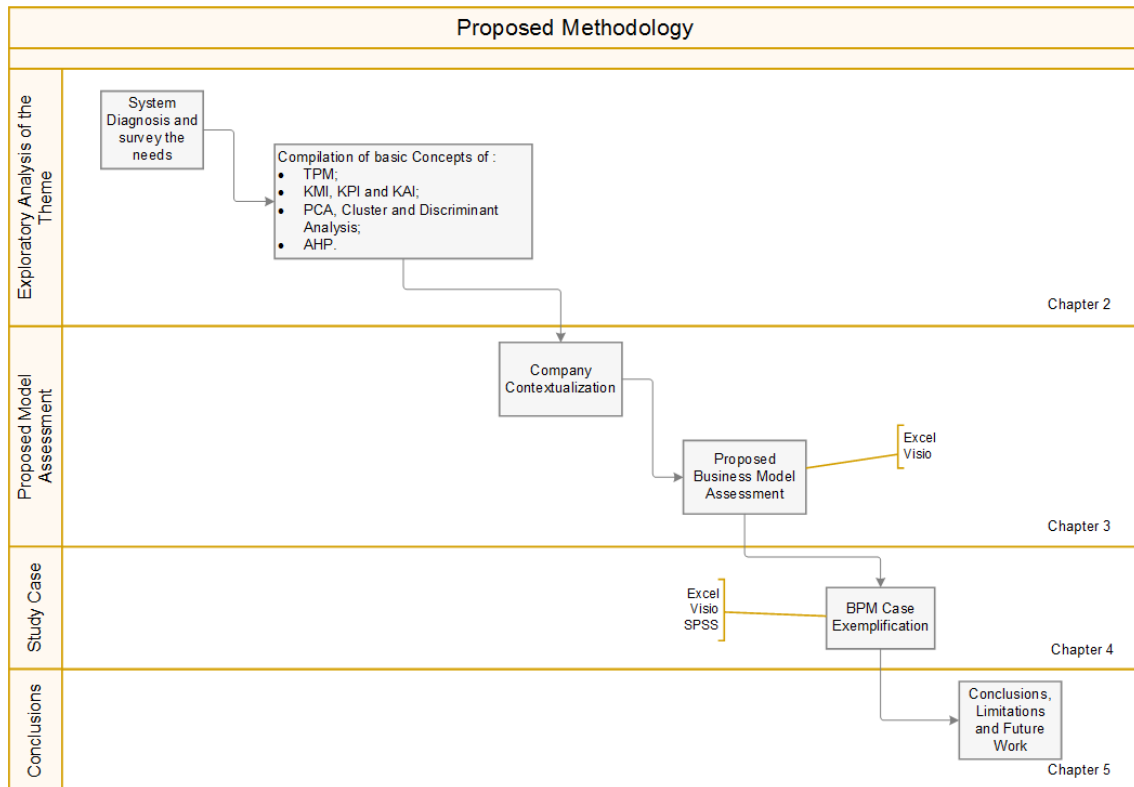 Proposed Methodology
Exploratory Analysis of the
Theme
System
Diagnosis and
survey the
needs
Compilation of basic Concepts of :
• TPM;
• KMI, KPI and KAI;
• PCA, Cluster and Discriminant
Analysis;
• AHP.
Chapter 2
Proposed Model
Assessment
Company
Contextualization
Proposed
Business Model
Assessment
Excel
Visio
Chapter 3
Study Case
Excel
Visio
SPSS
BPM Case
Exemplification
Chapter 4
Conclusions
Conclusions,
Limitations
and Future
Work
Chapter 5